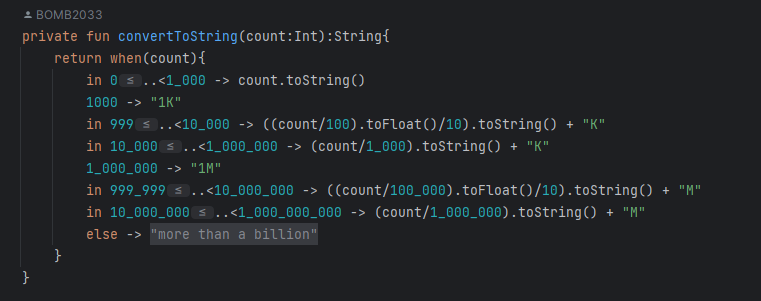 BOMB2033
private fun convertToString(count:Int):String{
return when(count){
in 0 ≤ ..<1_000 -> count.toString()
1000 -> "1K"
in 999 ≤ ..<10_000 -> ((count/100).toFloat()/10).toString() + "K"
in 10_000 ≤ ..<1_000_000 -> (count/1_000).toString() + "K"
1_000_000 -> "1M"
in 999_999 ≤ ..<10_000_000 -> ((count/100_000).toFloat()/10).toString() + "M"
in 10_000_000 ≤ ..<1_000_000_000 -> (count/1_000_000).toString() + "M"
else -> "more than a billion"
}
}